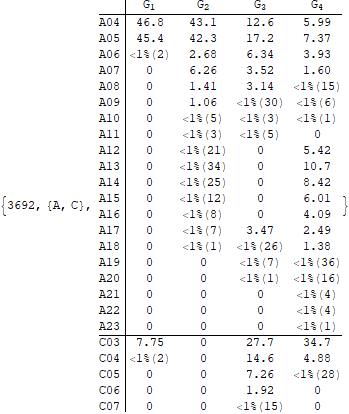 G1 G2 G3 G4
A04 46.8 43.1 12.6 5.99
A05 45.4 42.3 17.2 7.37
A06 <1%(2) 2.68 6.34 3.93
A07 0 6.26 3.52 1.60
A08 0 1.41 3.14 <1%(15)
A09 0 1.06 <1%(30) <1%(6)
A10 0 <1%(5) <1%(3) <1%(1)
A11 0 <1%(3) <1%(5) 0
A12 0 <1%(21) 0 5.42
A13 0 <1%(34) 0 10.7
A14 0 <1%(25) 0 8.42
A15 0 <1%(12) 0 6.01
{3692, {A, C}, A16 0 <1%(8) 0 4.09 }
A17 0 <1%(7) 3.47 2.49
A18 0 <1%(1) <1%(26) 1.38
A19 0 0 <1%(7) <1%(36)
A20 0 0 <1%(1) <1%(16)
A21 0 0 0 <1%(4)
A22 0 0 0 <1%(4)
A23 0 0 0 <1%(1)
C03 7.75 0 27.7 34.7
C04 <1%(2) 0 14.6 4.88
C05 0 0 7.26 <1%(28)
C06 0 0 1.92 0
C07 0 0 <1%(15) 0